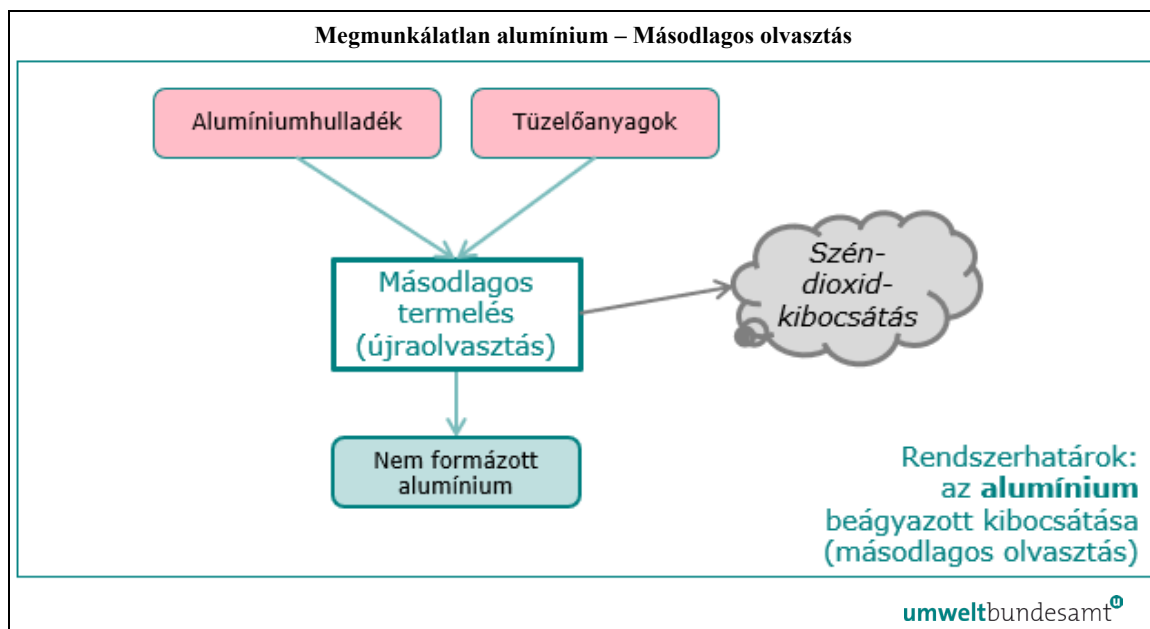 Megmunkálatlan alumínium – Másodlagos olvasztás
Alumíniumhulladék
Tüzelőanyagok
Másodlagos
termelés
(újraolvasztás)
Szén-
dioxid-
kibocsátás
Nem formázott
alumínium
Rendszerhatárok:
az alumínium
beágyazott kibocsátása
(másodlagos olvasztás)
umweltbundesamt